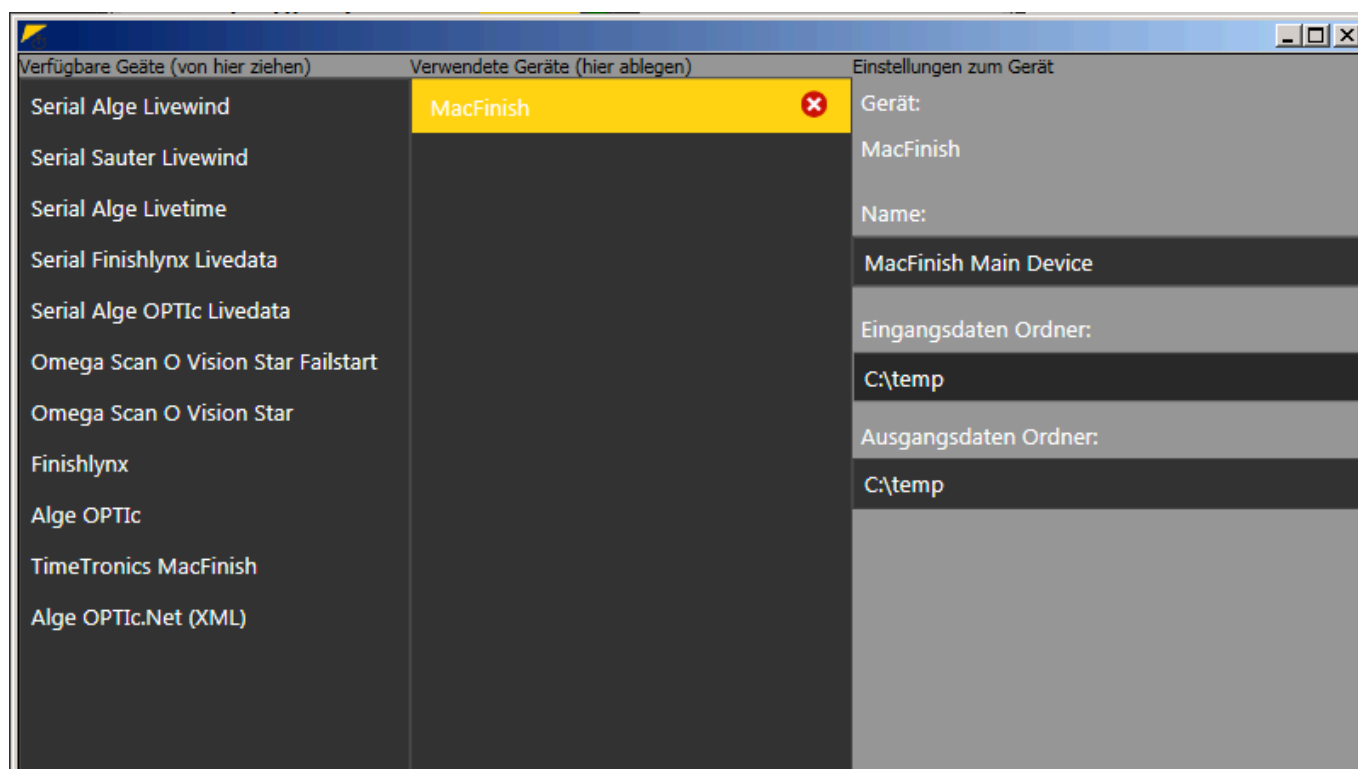 Verfügbare Geäte (von hier ziehen)
Serial Alge Livewind
Serial Sauter Livewind
Serial Alge Livetime
Serial Finishlynx Livedata
Serial Alge OPTIc Livedata
Omega Scan O Vision Star Failstart
Omega Scan O Vision Star
Finishlynx
Alge OPTIc
TimeTronics MacFinish
Alge OPTIc.Net (XML)
Verwendete Geräte (hier ablegen)
MacFinish
Einstellungen zum Gerät
Gerät:
MacFinish
Name:
MacFinish Main Device
Eingangsdaten Ordner:
C:\temp
Ausgangsdaten Ordner:
C:\temp